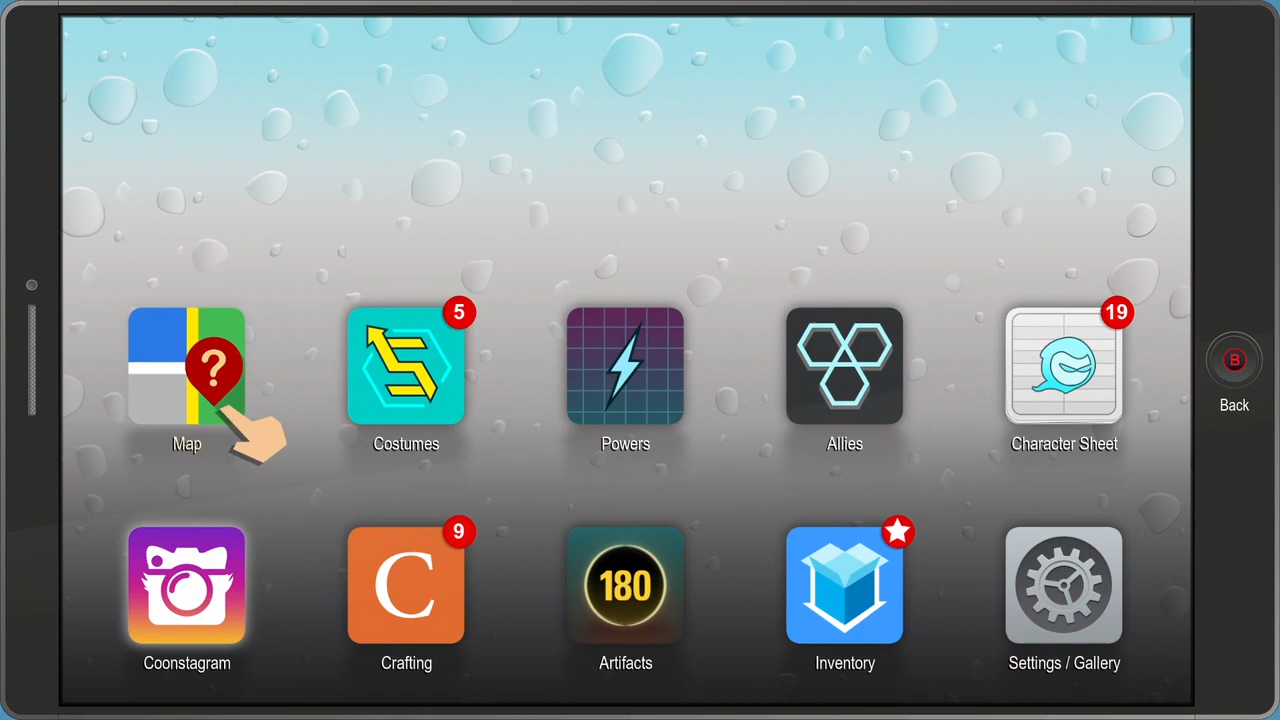 ?
5
19
Map
Costumes
Powers
Allies
Character Sheet
B
Back
9
C
180
Coonstagram
Crafting
Artifacts
Inventory
Settings / Gallery